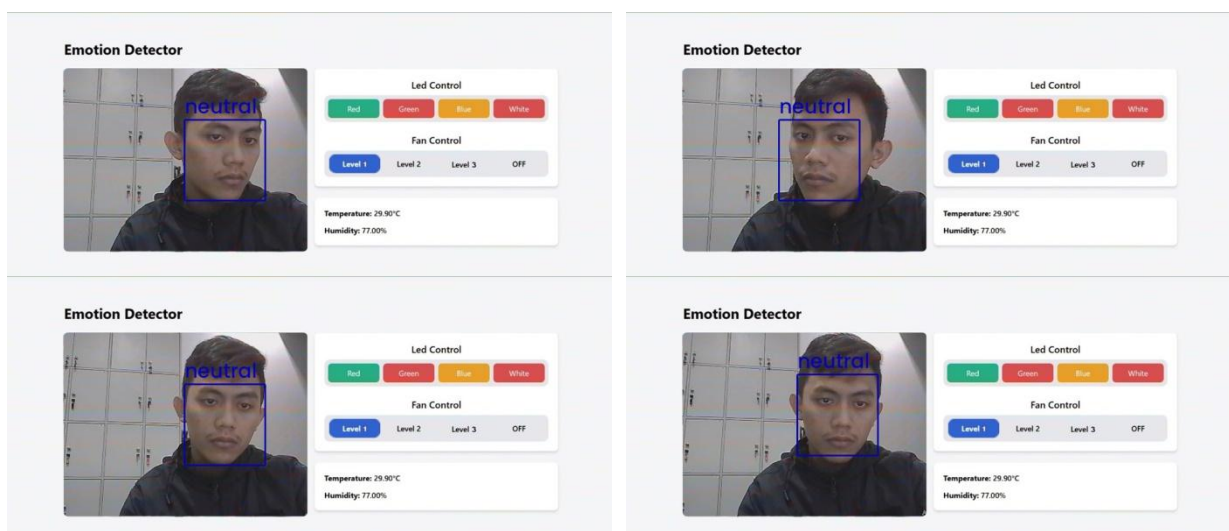 Emotion Detector
neutral
Led Control
Red Green Blue White
Fan Control
Level 1 Level 2 Level 3 OFF
Temperature: 29.90°C
Humidity: 77.00%
Emotion Detector
neutral
Led Control
Red Green Blue White
Fan Control
Level 1 Level 2 Level 3 OFF
Temperature: 29.90°C
Humidity: 77.00%
Emotion Detector
neutral
Led Control
Red Green Blue White
Fan Control
Level 1 Level 2 Level 3 OFF
Temperature: 29.90°C
Humidity: 77.00%
Emotion Detector
neutral
Led Control
Red Green Blue White
Fan Control
Level 1 Level 2 Level 3 OFF
Temperature: 29.90°C
Humidity: 77.00%